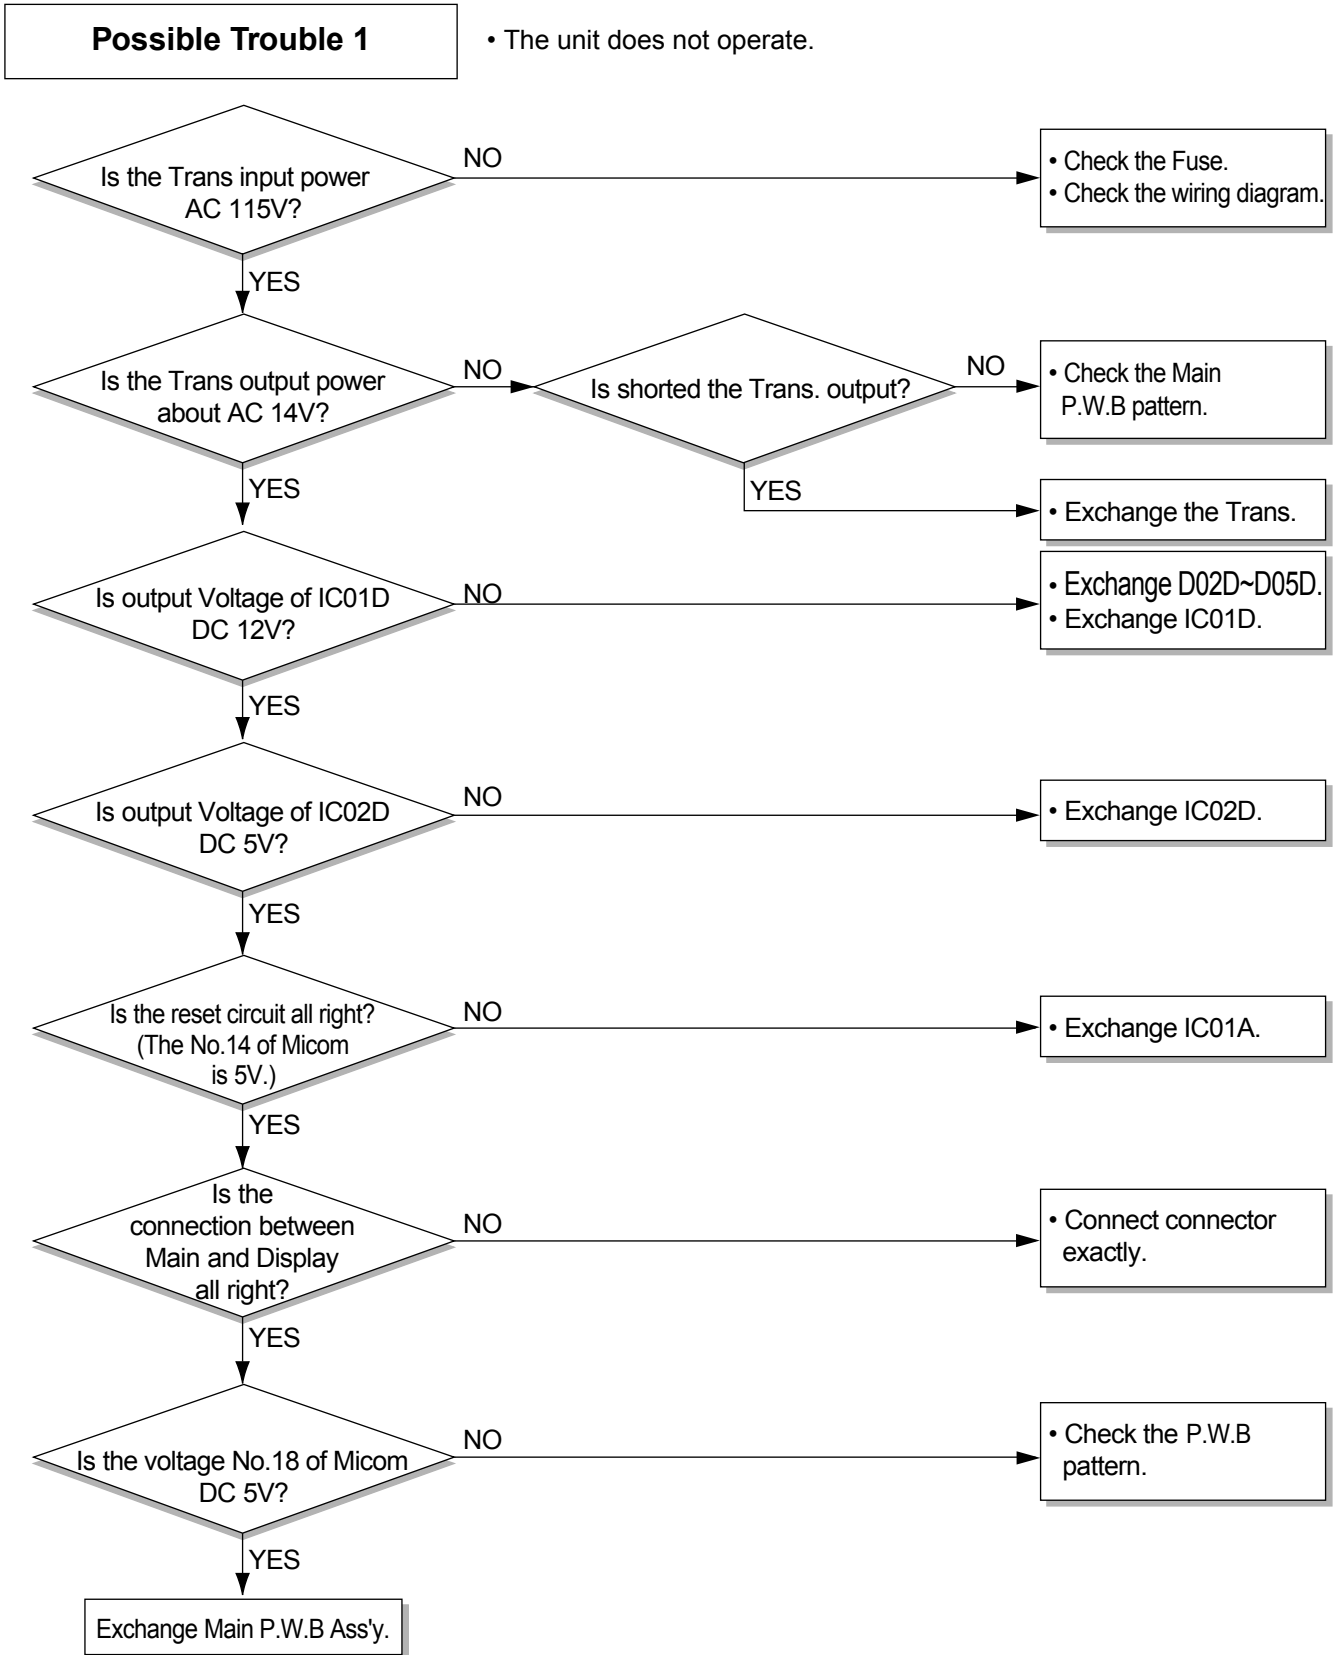 Possible Trouble 1
• The unit does not operate.
Is the Trans input power
AC 115V?
NO
• Check the Fuse.
• Check the wiring diagram.
YES
Is the Trans output power
about AC 14V?
NO
Is shorted the Trans. output?
NO
• Check the Main
P.W.B pattern.
YES
YES
• Exchange the Trans.
Is output Voltage of IC01D
DC 12V?
NO
• Exchange D02D~D05D.
• Exchange IC01D.
YES
Is output Voltage of IC02D
DC 5V?
NO
• Exchange IC02D.
YES
Is the reset circuit all right?
(The No.14 of Micom
is 5V.)
NO
• Exchange IC01A.
YES
Is the
connection between
Main and Display
all right?
NO
• Connect connector
exactly.
YES
Is the voltage No.18 of Micom
DC 5V?
NO
• Check the P.W.B
pattern.
YES
Exchange Main P.W.B Ass'y.